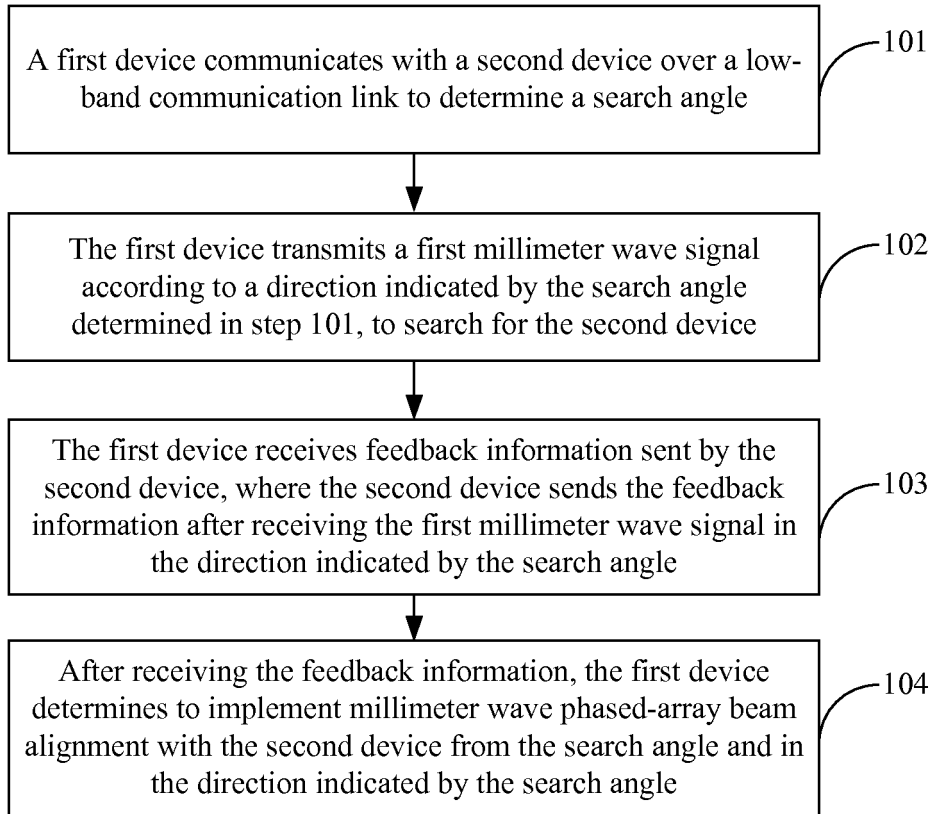 A first device communicates with a second device over a low-
band communication link to determine a search angle
101
The first device transmits a first millimeter wave signal
according to a direction indicated by the search angle
determined in step 101, to search for the second device
102
The first device receives feedback information sent by the
second device, where the second device sends the feedback
information after receiving the first millimeter wave signal in
the direction indicated by the search angle
103
After receiving the feedback information, the first device
determines to implement millimeter wave phased-array beam
alignment with the second device from the search angle and in
the direction indicated by the search angle
104